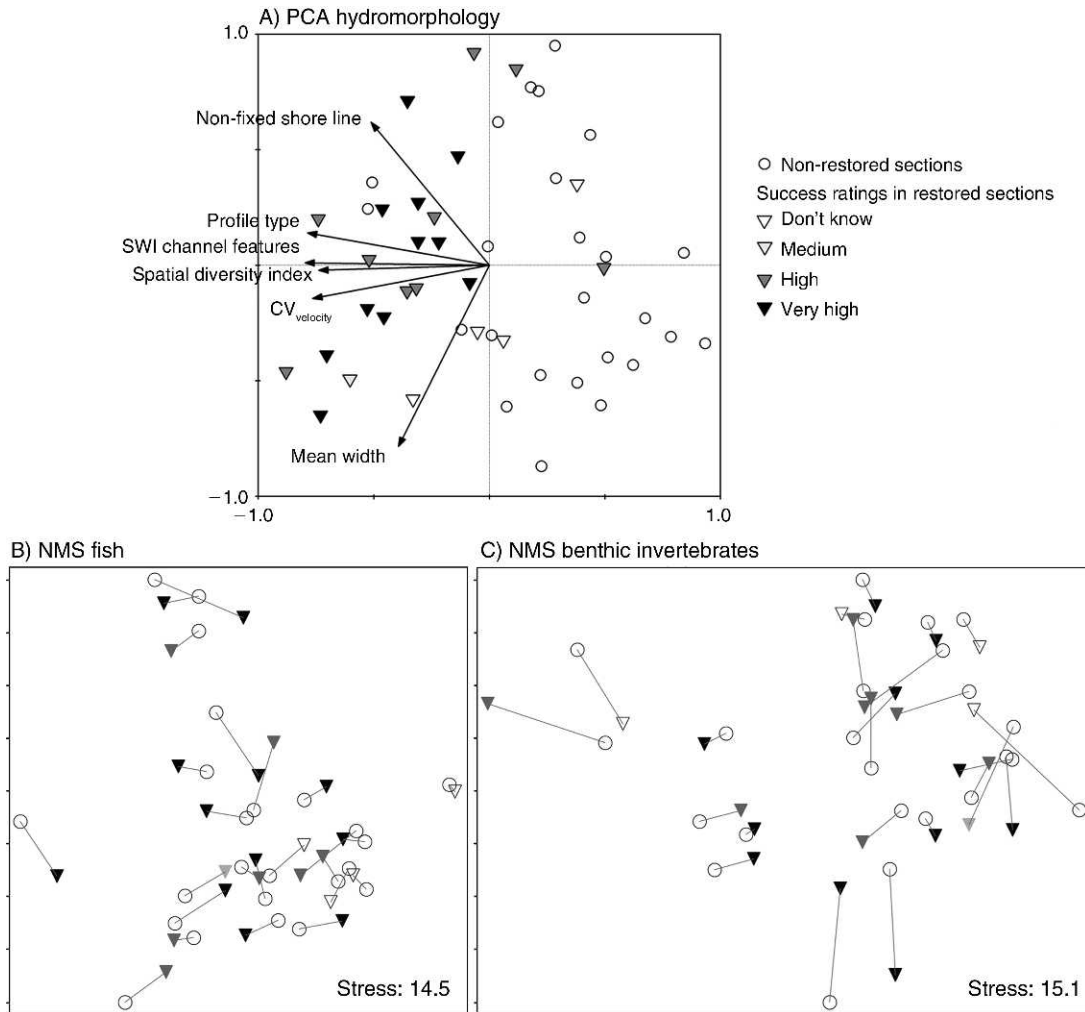 A) PCA hydromorphology
1.0
Non-fixed shore line
Profile type
SWI channel features
Spatial diversity index
CVvelocity
Mean width
−1.0
−1.0
1.0
Non-restored sections
Success ratings in restored sections
Don't know
Medium
High
Very high
B) NMS fish
Stress: 14.5
C) NMS benthic invertebrates
Stress: 15.1